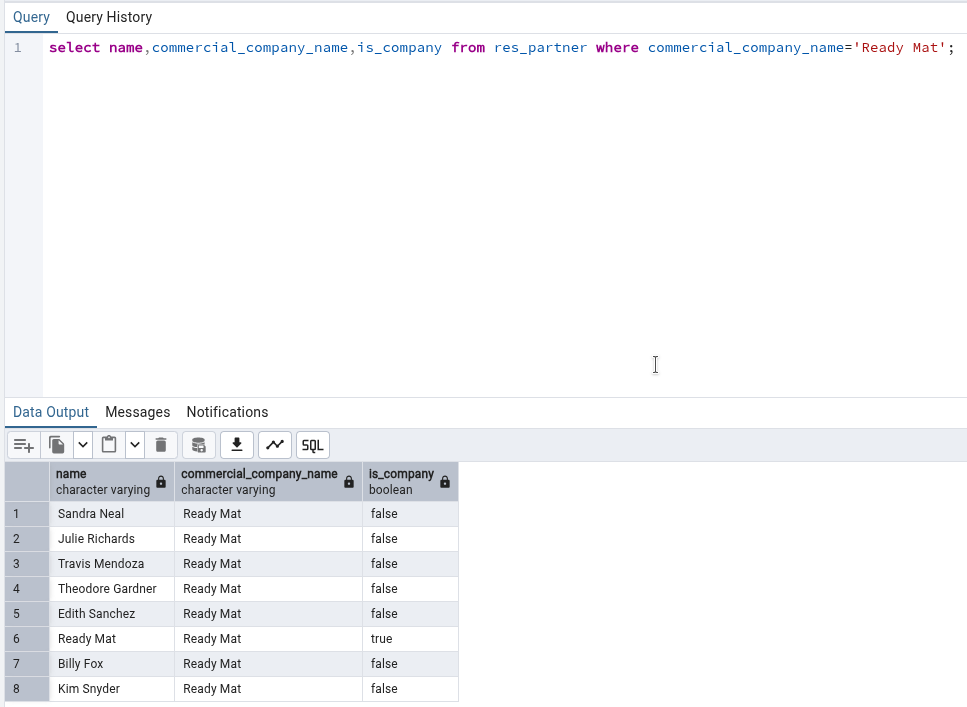 Query Query History
1 select name,commercial_company_name,is_company from res_partner where commercial_company_name='Ready Mat';
Data Output Messages Notifications
SQL
name commercial_company_name is_company
character varying character varying boolean
1 Sandra Neal Ready Mat false
2 Julie Richards Ready Mat false
3 Travis Mendoza Ready Mat false
4 Theodore Gardner Ready Mat false
5 Edith Sanchez Ready Mat false
6 Ready Mat Ready Mat true
7 Billy Fox Ready Mat false
8 Kim Snyder Ready Mat false